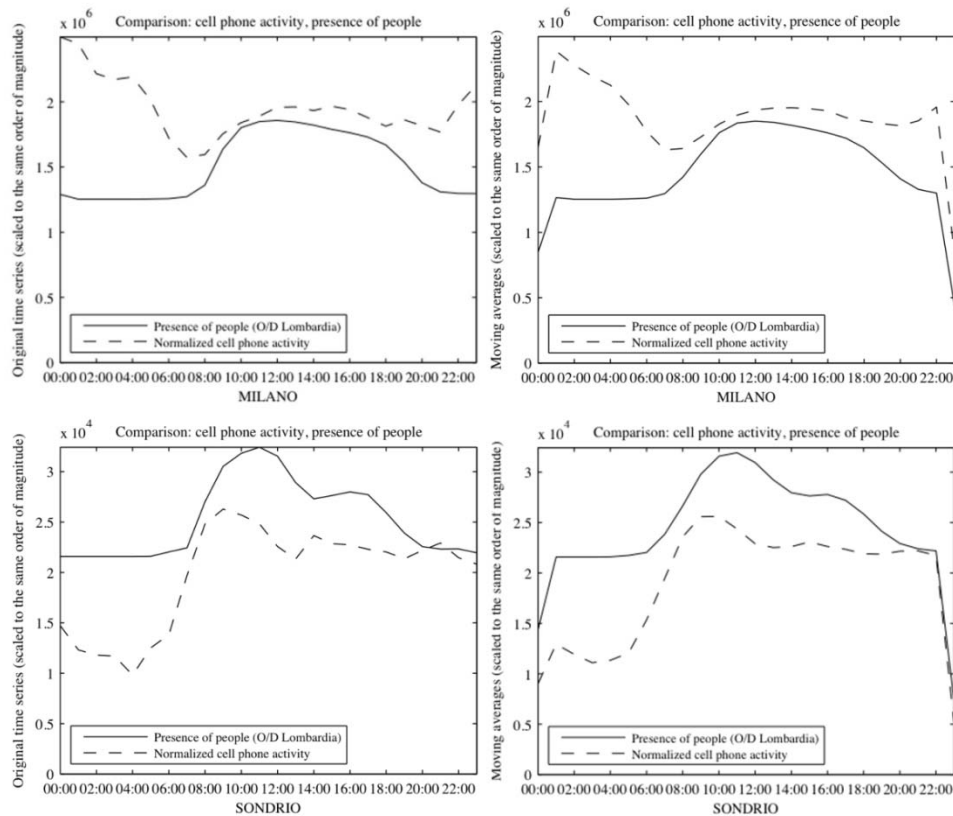 x 10 6
Comparison: cell phone activity, presence of people
Original time series (scaled to the same order of magnitude)
2
1.5
1
0.5
0
Presence of people (O/D Lombardia)
Normalized cell phone activity
00:00 02:00 04:00 06:00 08:00 10:00 12:00 14:00 16:00 18:00 20:00 22:00
MILANO
x 10 6
Comparison: cell phone activity, presence of people
Moving averages (scaled to the same order of magnitude)
2
1.5
1
0.5
0
Presence of people (O/D Lombardia)
Normalized cell phone activity
00:00 02:00 04:00 06:00 08:00 10:00 12:00 14:00 16:00 18:00 20:00 22:00
MILANO
x 10 4
Comparison: cell phone activity, presence of people
Original time series (scaled to the same order of magnitude)
3
2.5
2
1.5
1
0.5
0
Presence of people (O/D Lombardia)
Normalized cell phone activity
00:00 02:00 04:00 06:00 08:00 10:00 12:00 14:00 16:00 18:00 20:00 22:00
SONDRIO
x 10 4
Comparison: cell phone activity, presence of people
Moving averages (scaled to the same order of magnitude)
3
2.5
2
1.5
1
0.5
0
Presence of people (O/D Lombardia)
Normalized cell phone activity
00:00 02:00 04:00 06:00 08:00 10:00 12:00 14:00 16:00 18:00 20:00 22:00
SONDRIO